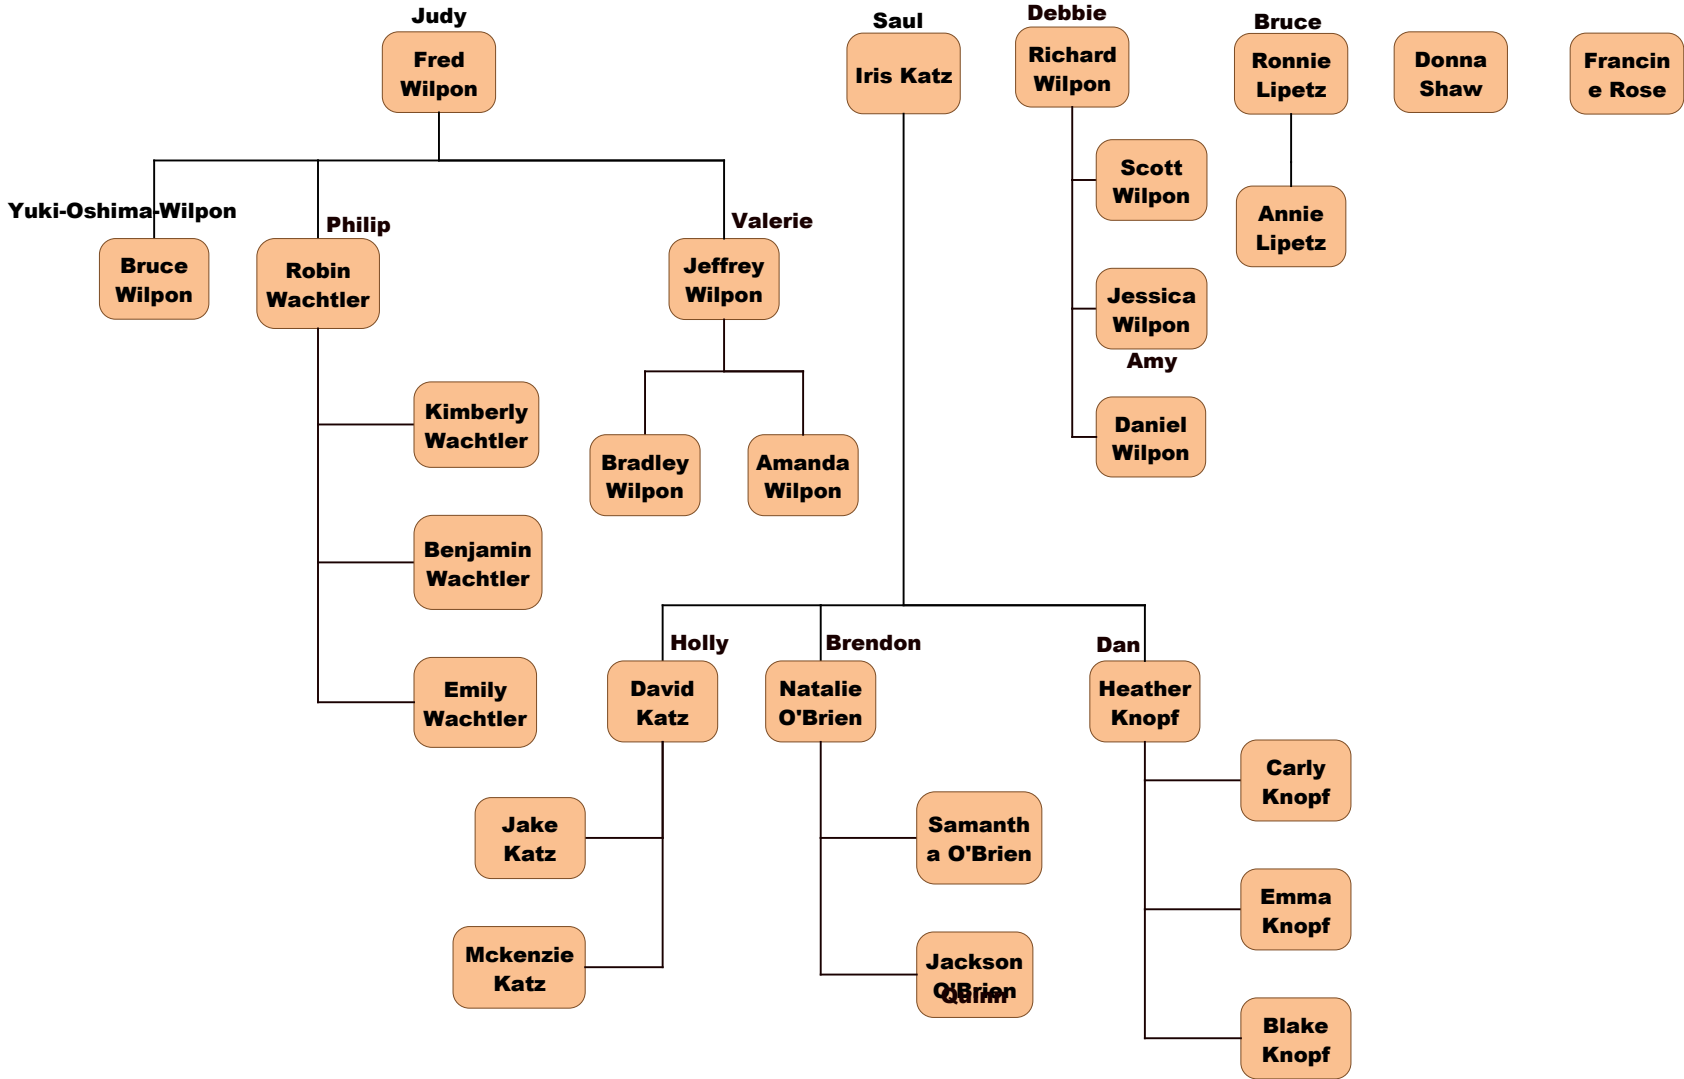 Judy
Fred
Wilpon
Saul
Iris Katz
Debbie
Richard
Wilpon
Bruce
Ronnie
Lipetz
Donna
Shaw
Francin
e Rose
Scott
Wilpon
Annie
Lipetz
Yuki-Oshima-Wilpon
Bruce
Wilpon
Philip
Robin
Wachtler
Valerie
Jeffrey
Wilpon
Jessica
Wilpon
Amy
Daniel
Wilpon
Kimberly
Wachtler
Bradley
Wilpon
Amanda
Wilpon
Benjamin
Wachtler
Emily
Wachtler
Holly
David
Katz
Brendon
Natalie
O'Brien
Dan
Heather
Knopf
Jake
Katz
Mckenzie
Katz
Samanth
a O'Brien
Jackson
O'Brien
Quinn
Carly
Knopf
Emma
Knopf
Blake
Knopf